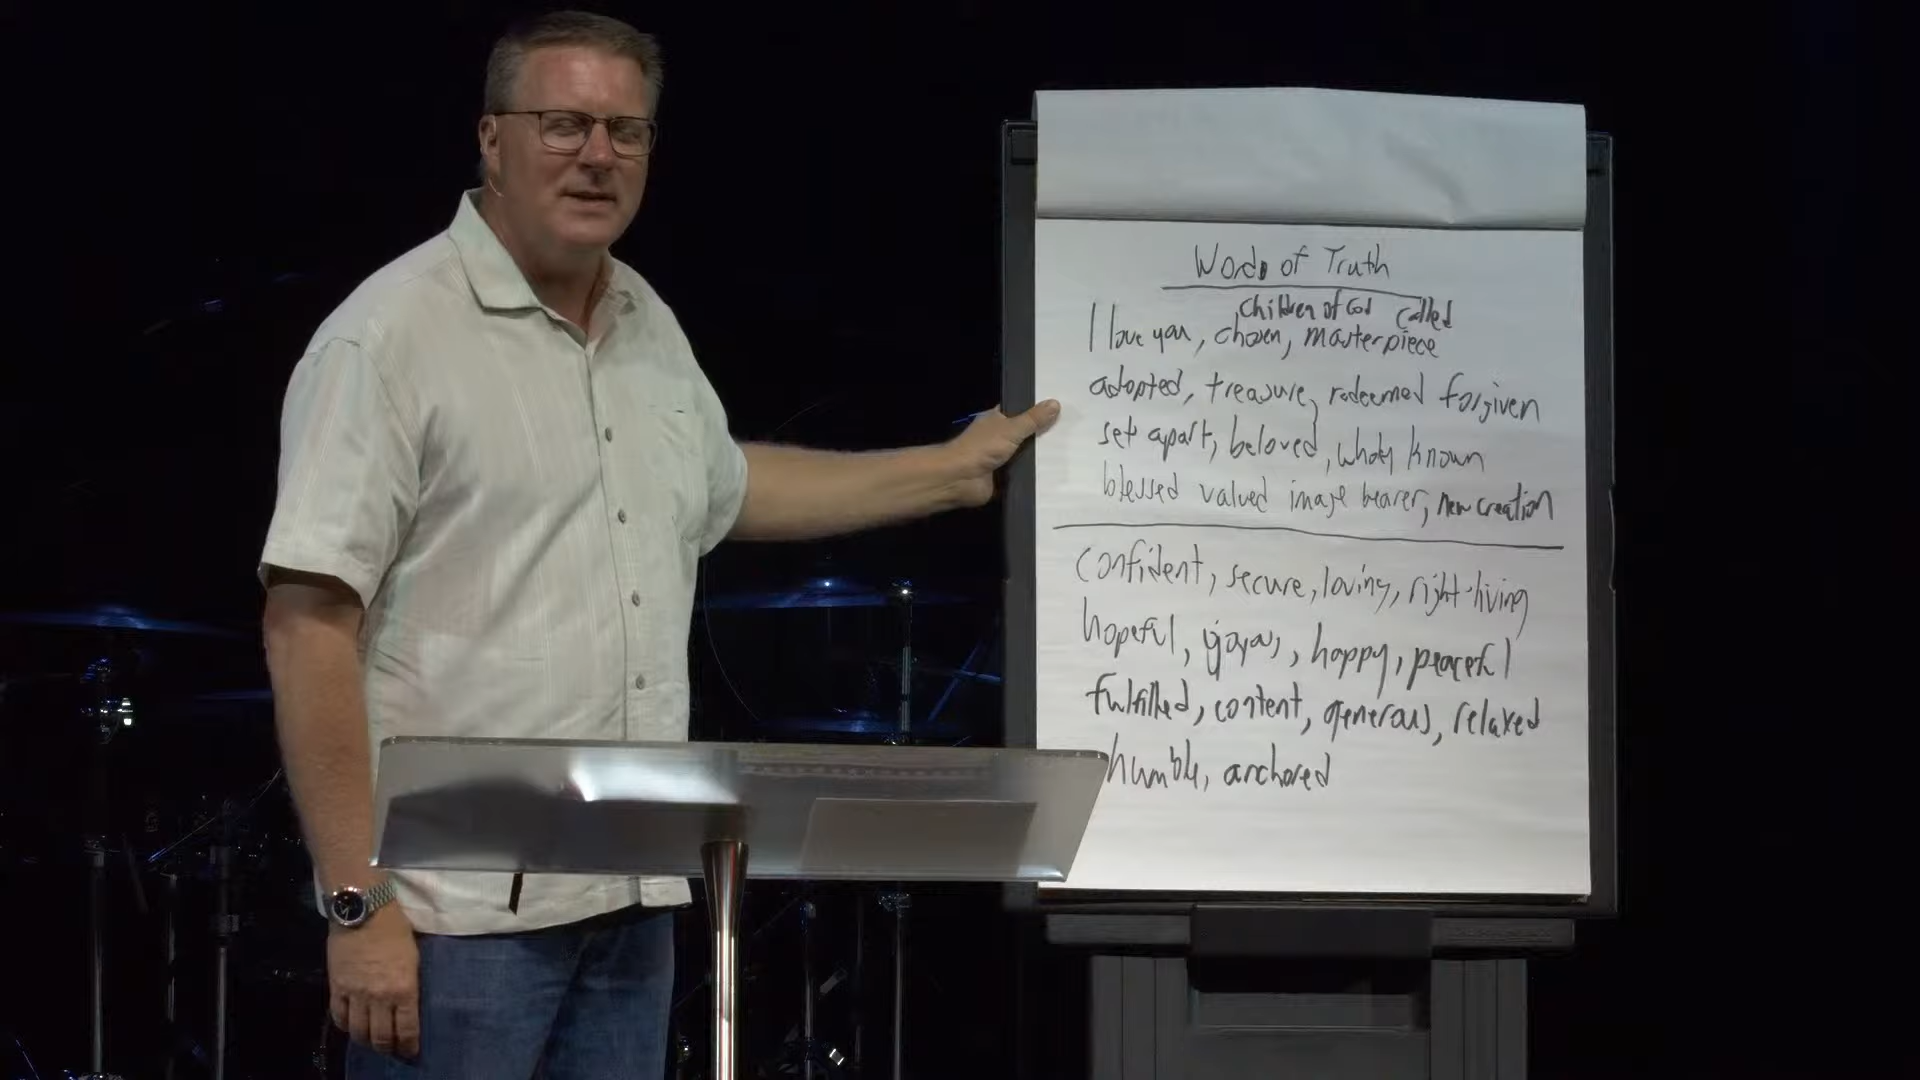 Words of Truth
children of God called
I love you, chosen, masterpiece
adopted, treasure, redeemed forgiven
set apart, beloved, wholy known
blessed valued image bearer, new creation
confident, secure, loving, right-living
hopeful, joyous, happy, peaceful
fulfilled, content, generous, relaxed
humble, anchored